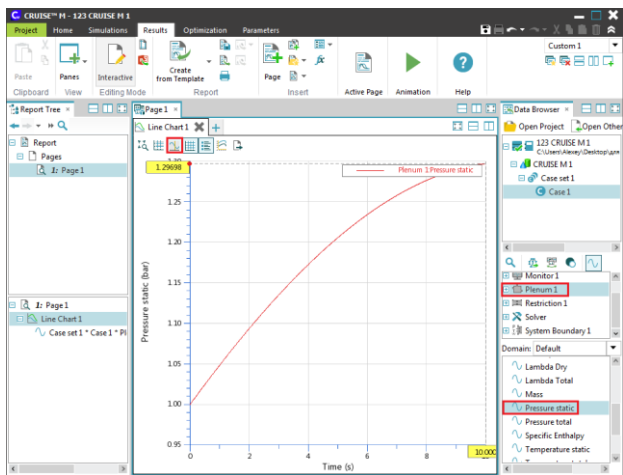 CRUISE™ M - 123 CRUISE M 1
Project Home Simulations Results Optimization Parameters
Paste Panes Interactive Create from Template Page Active Page Animation Help Custom 1
Clipboard View Editing Mode Report Insert Active Page Animation Help
Report Tree
Page 1
Data Browser
Line Chart 1
Open Project Open Other
Report
Pages
1: Page 1
123 CRUISE M 1
CRUISE M 1
Case set 1
Case 1
1.30
1.29698
Plenum 1:Pressure static
1.25
1.20
1.15
1.10
1.05
1.00
0.95
Pressure static (bar)
0 2 4 6 8
10.000
Time (s)
1: Page 1
Line Chart 1
Case set 1 * Case 1 * Pl
Monitor 1
Plenum 1
Restriction 1
Solver
System Boundary 1
Domain: Default
Lambda Dry
Lambda Total
Mass
Pressure static
Pressure total
Specific Enthalpy
Temperature static